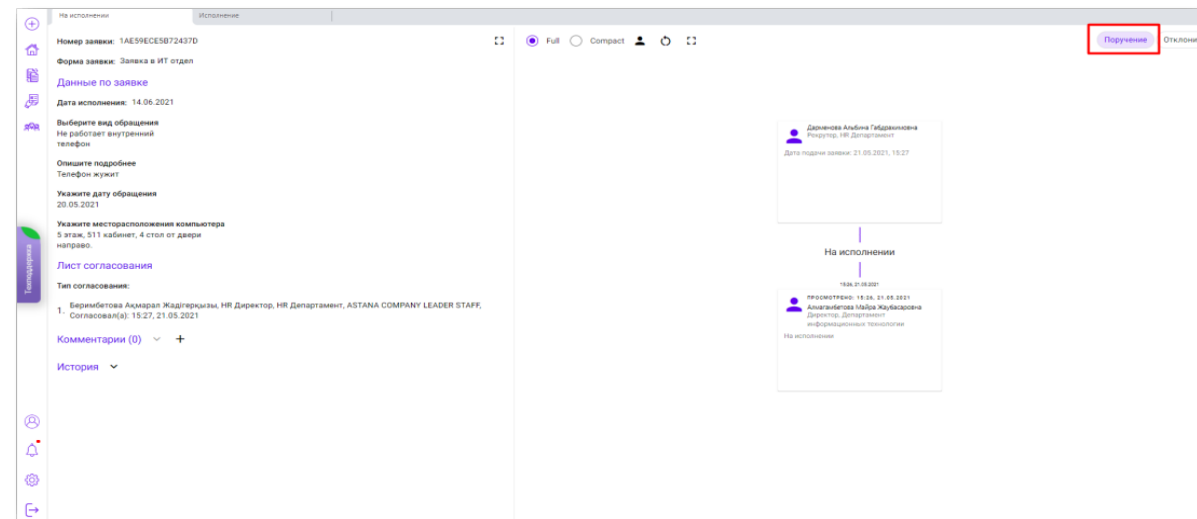 На исполнении
Исполнение
Номер заявки: 1AE59ECE5B72437D
Форма заявки: Заявка в ИТ отдел
Данные по заявке
Дата исполнения: 14.06.2021
Выберите вид обращения
Не работает внутренний
телефон
Опишите подробнее
Телефон жужит
Укажите дату обращения
20.05.2021
Укажите месторасположения компьютера
5 этаж, 511 кабинет, 4 стол от двери
направо.
Лист согласования
Тип согласования:
1. Беримбетова Ақмарал Жадігерқызы, HR Директор, HR Департамент, ASTANA COMPANY LEADER STAFF,
Согласовал(а): 15:27, 21.05.2021
Комментарии (0)
История
Техподдержка
Full
Compact
Поручение
Отклони
Дарменова Альбина Габдрахимовна
Рекрутор, HR Департамент
Дата подачи заявки: 21.05.2021, 15:27
На исполнении
ПРОСМОТРЕНО: 15:28, 21.05.2021
Майра Жаубасаровна
Директор, Департамент
информационных технологии
На исполнении